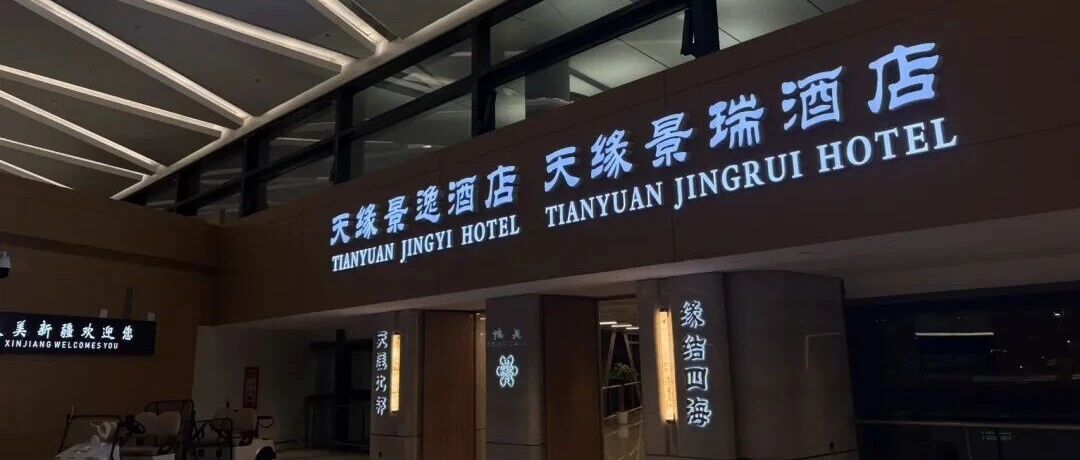 天缘景逸酒店
TIANYUAN JINGYI HOTEL
天缘景瑞酒店
TIANYUAN JINGRUI HOTEL
美新疆欢迎您
XINJIANG WELCOMES YOU
缘结四海